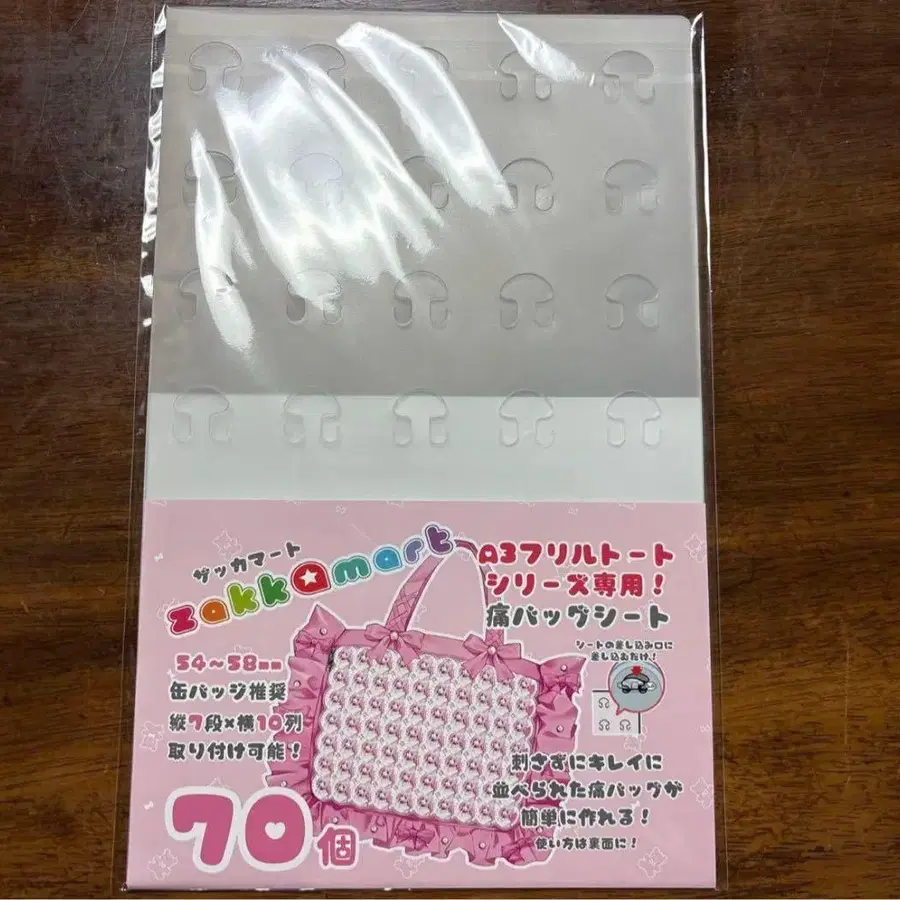 ザッカマート
zakkamart
A3フリルトート
シリーズ専用！
痛バッグシート
シートの差し込み口に
差し込むだけ！
54～58mm
缶バッジ推奨
縦7段×横10列
取り付け可能！
70個
刺さずにキレイに
並べられた痛バッグが
簡単に作れる！
使い方は裏面に！